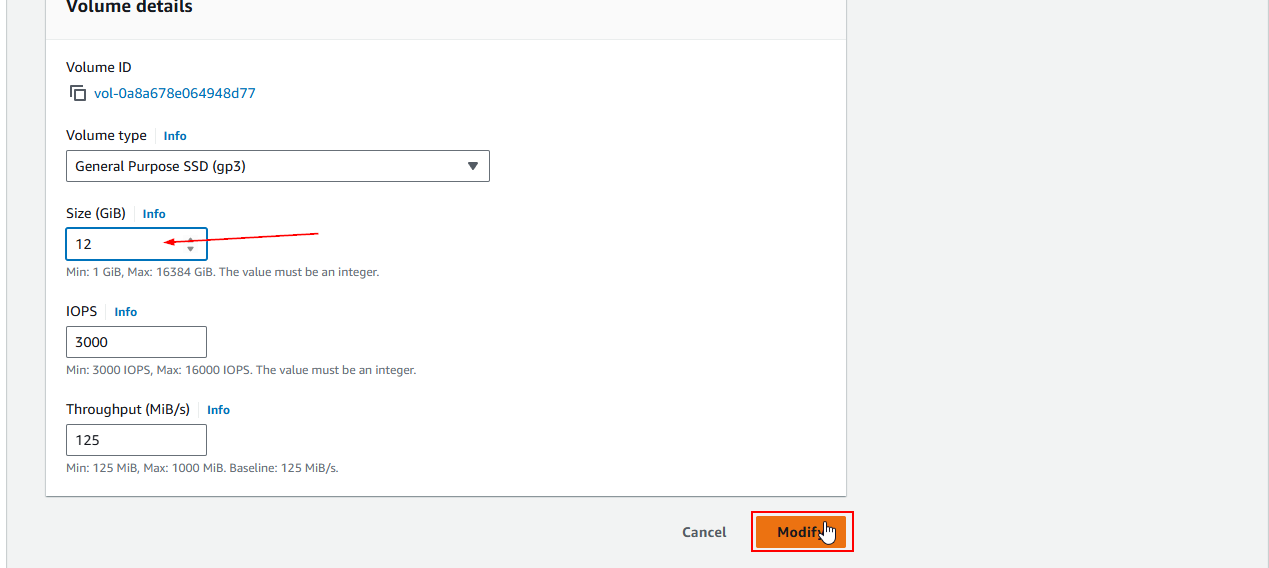 Volume details
Volume ID
vol-0a8a678e064948d77
Volume type Info
General Purpose SSD (gp3)
Size (GiB) Info
12
Min: 1 GiB, Max: 16384 GiB. The value must be an integer.
IOPS Info
3000
Min: 3000 IOPS, Max: 16000 IOPS. The value must be an integer.
Throughput (MiB/s) Info
125
Min: 125 MiB, Max: 1000 MiB. Baseline: 125 MiB/s.
Cancel Modify